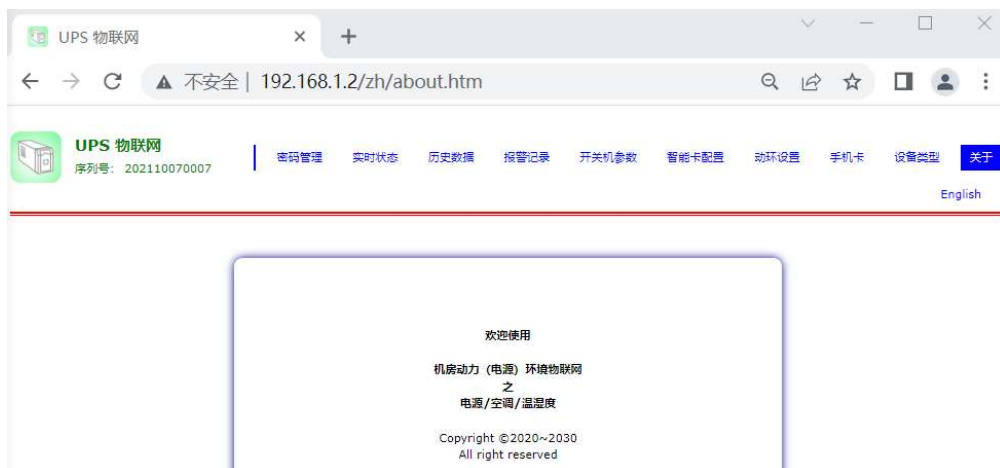 UPS 物联网
不安全
192.168.1.2/zh/about.htm
UPS 物联网
序列号: 202110070007
密码管理 实时状态 历史数据 报警记录 开关机参数 智能卡配置 动环设置 手机卡 设备类型 关于
English
欢迎使用
机房动力（电源）环境物联网
之
电源/空调/温湿度
Copyright ©2020~2030
All right reserved